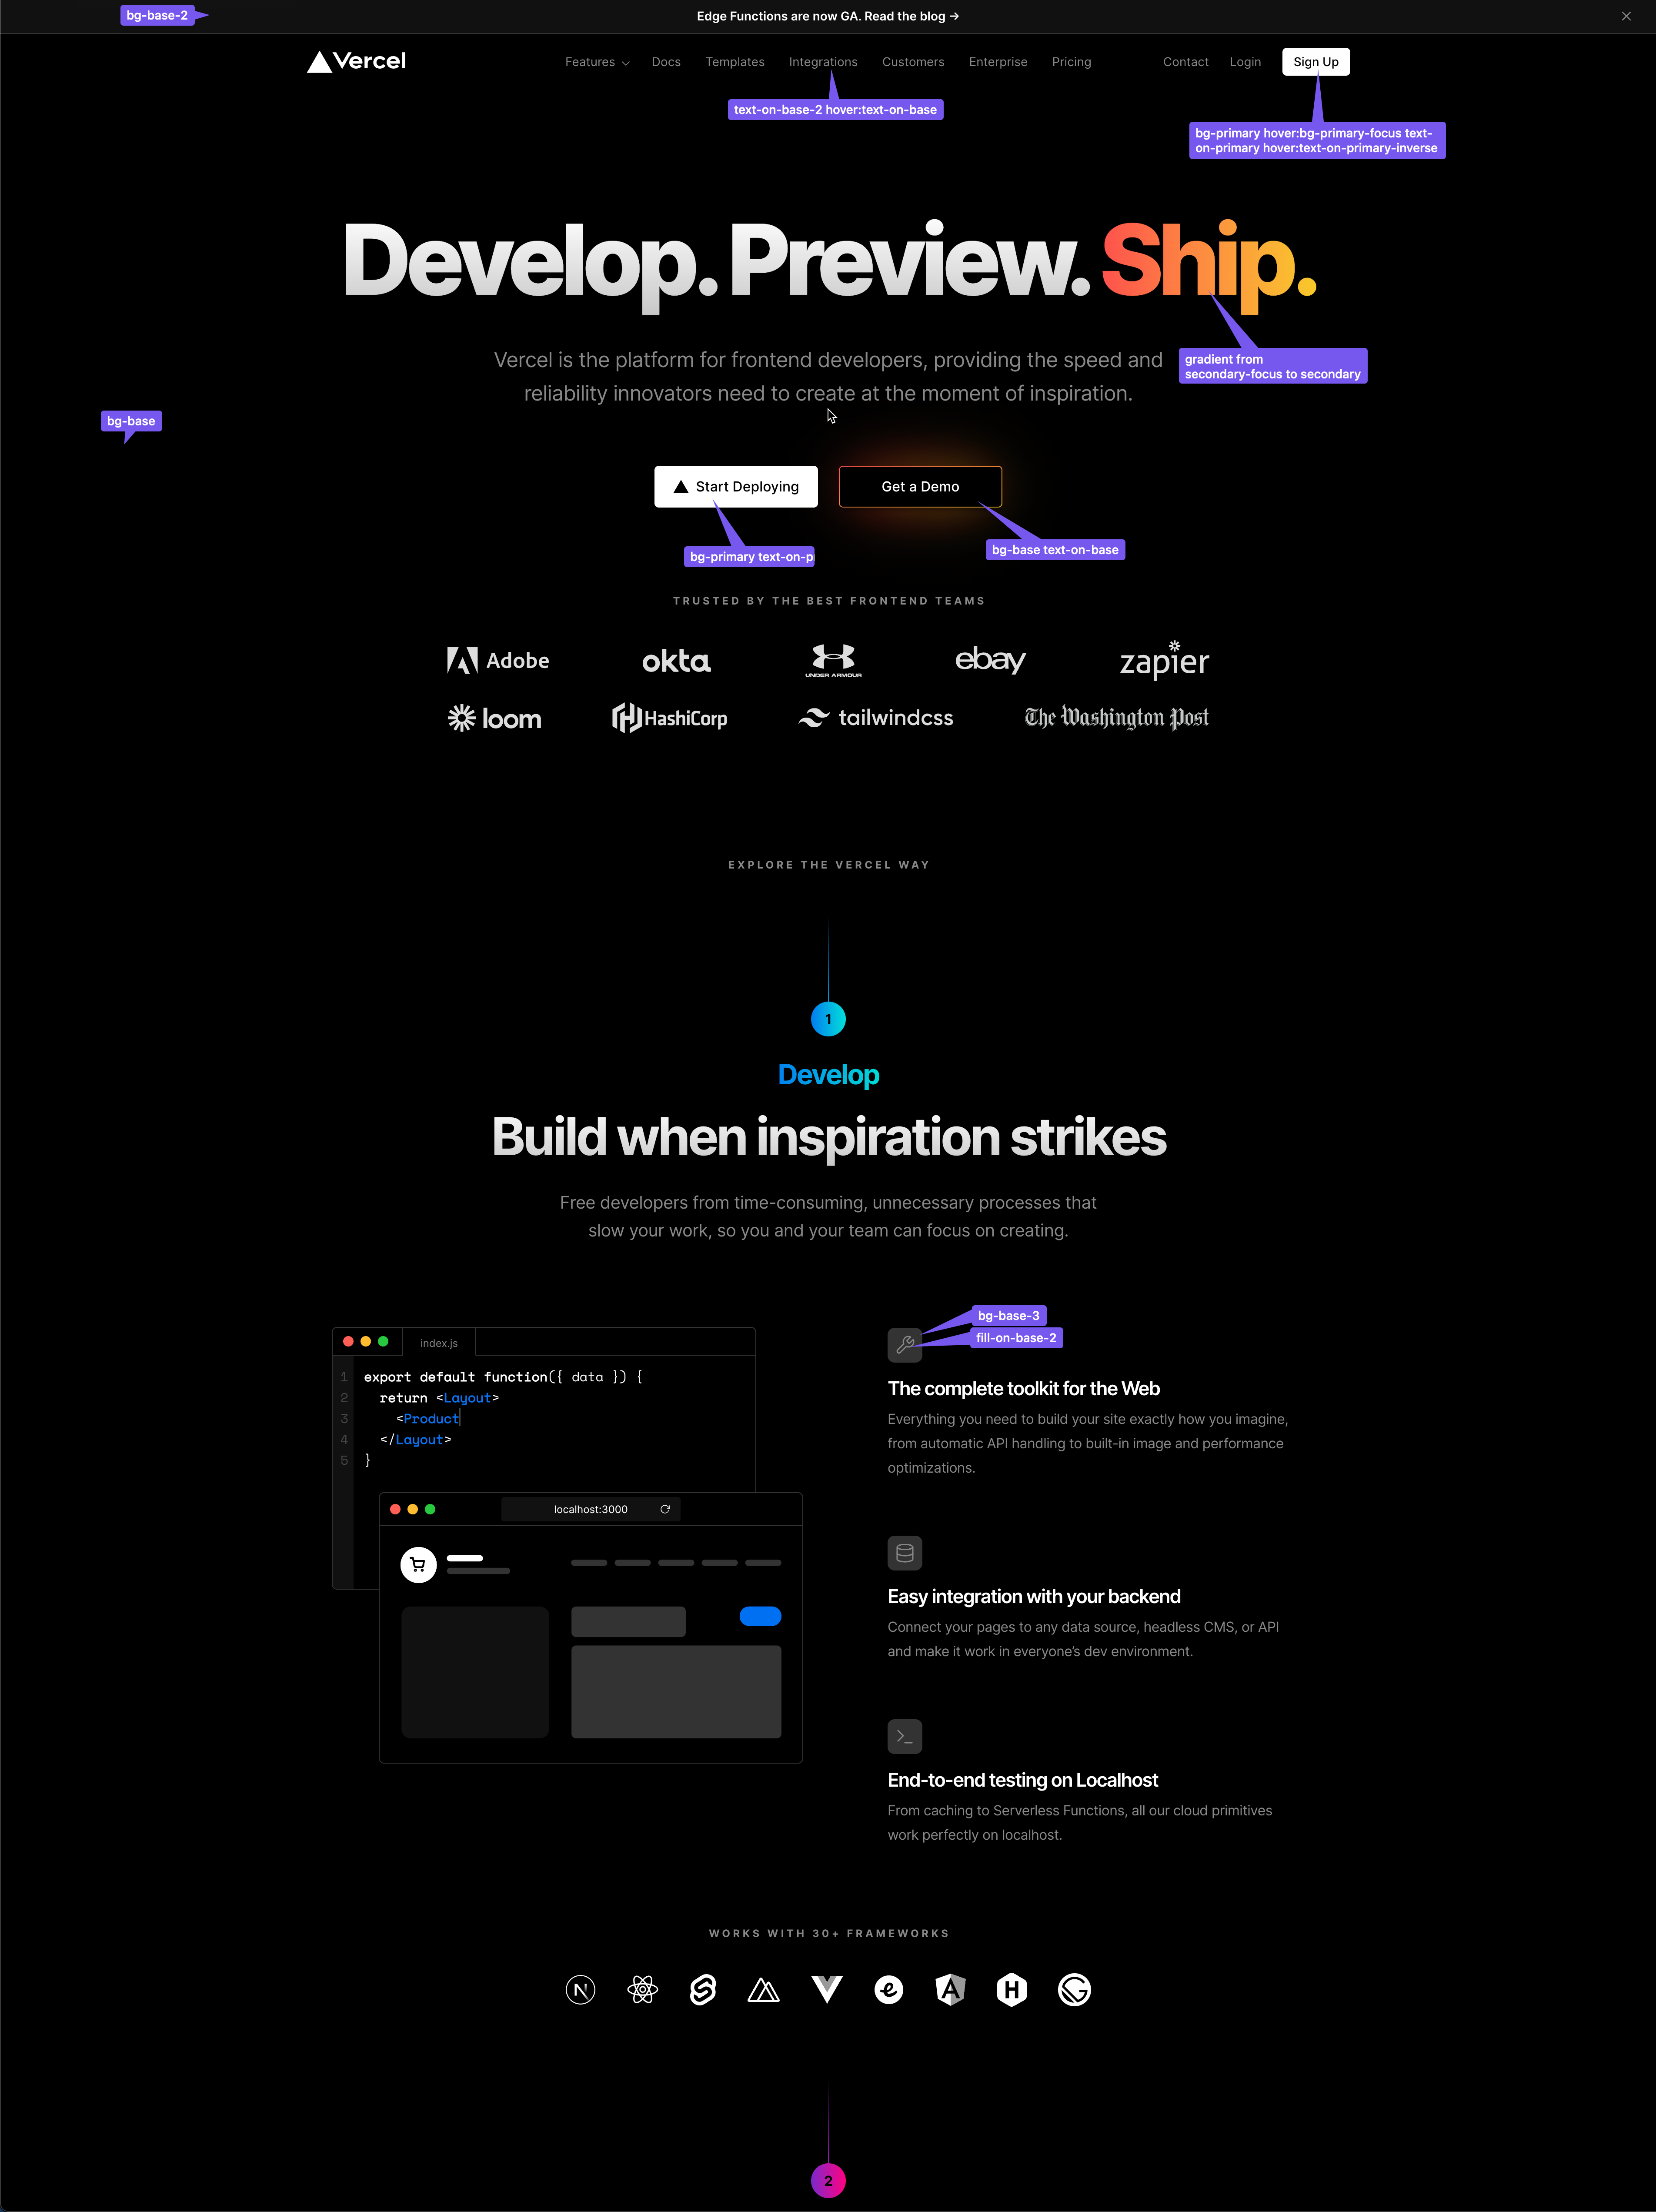 bg-base-2
Edge Functions are now GA. Read the blog →
Vercel
Features Docs Templates Integrations Customers Enterprise Pricing Contact Login Sign Up
text-on-base-2 hover:text-on-base
bg-primary hover:bg-primary-focus text-
on-primary hover:text-on-primary-inverse
Develop. Preview. Ship.
Vercel is the platform for frontend developers, providing the speed and
reliability innovators need to create at the moment of inspiration.
gradient from
secondary-focus to secondary
bg-base
Start Deploying
Get a Demo
bg-primary text-on-p
bg-base text-on-base
TRUSTED BY THE BEST FRONTEND TEAMS
Adobe okta UNDER ARMOUR ebay zapier
loom HashiCorp tailwindcss The Washington Post
EXPLORE THE VERCEL WAY
1
Develop
Build when inspiration strikes
Free developers from time-consuming, unnecessary processes that
slow your work, so you and your team can focus on creating.
index.js
1 export default function({ data }) {
2 return <Layout>
3 <Product
4 </Layout>
5 }
localhost:3000
bg-base-3
fill-on-base-2
The complete toolkit for the Web
Everything you need to build your site exactly how you imagine,
from automatic API handling to built-in image and performance
optimizations.
Easy integration with your backend
Connect your pages to any data source, headless CMS, or API
and make it work in everyone’s dev environment.
End-to-end testing on Localhost
From caching to Serverless Functions, all our cloud primitives
work perfectly on localhost.
WORKS WITH 30+ FRAMEWORKS
N e A H G
2